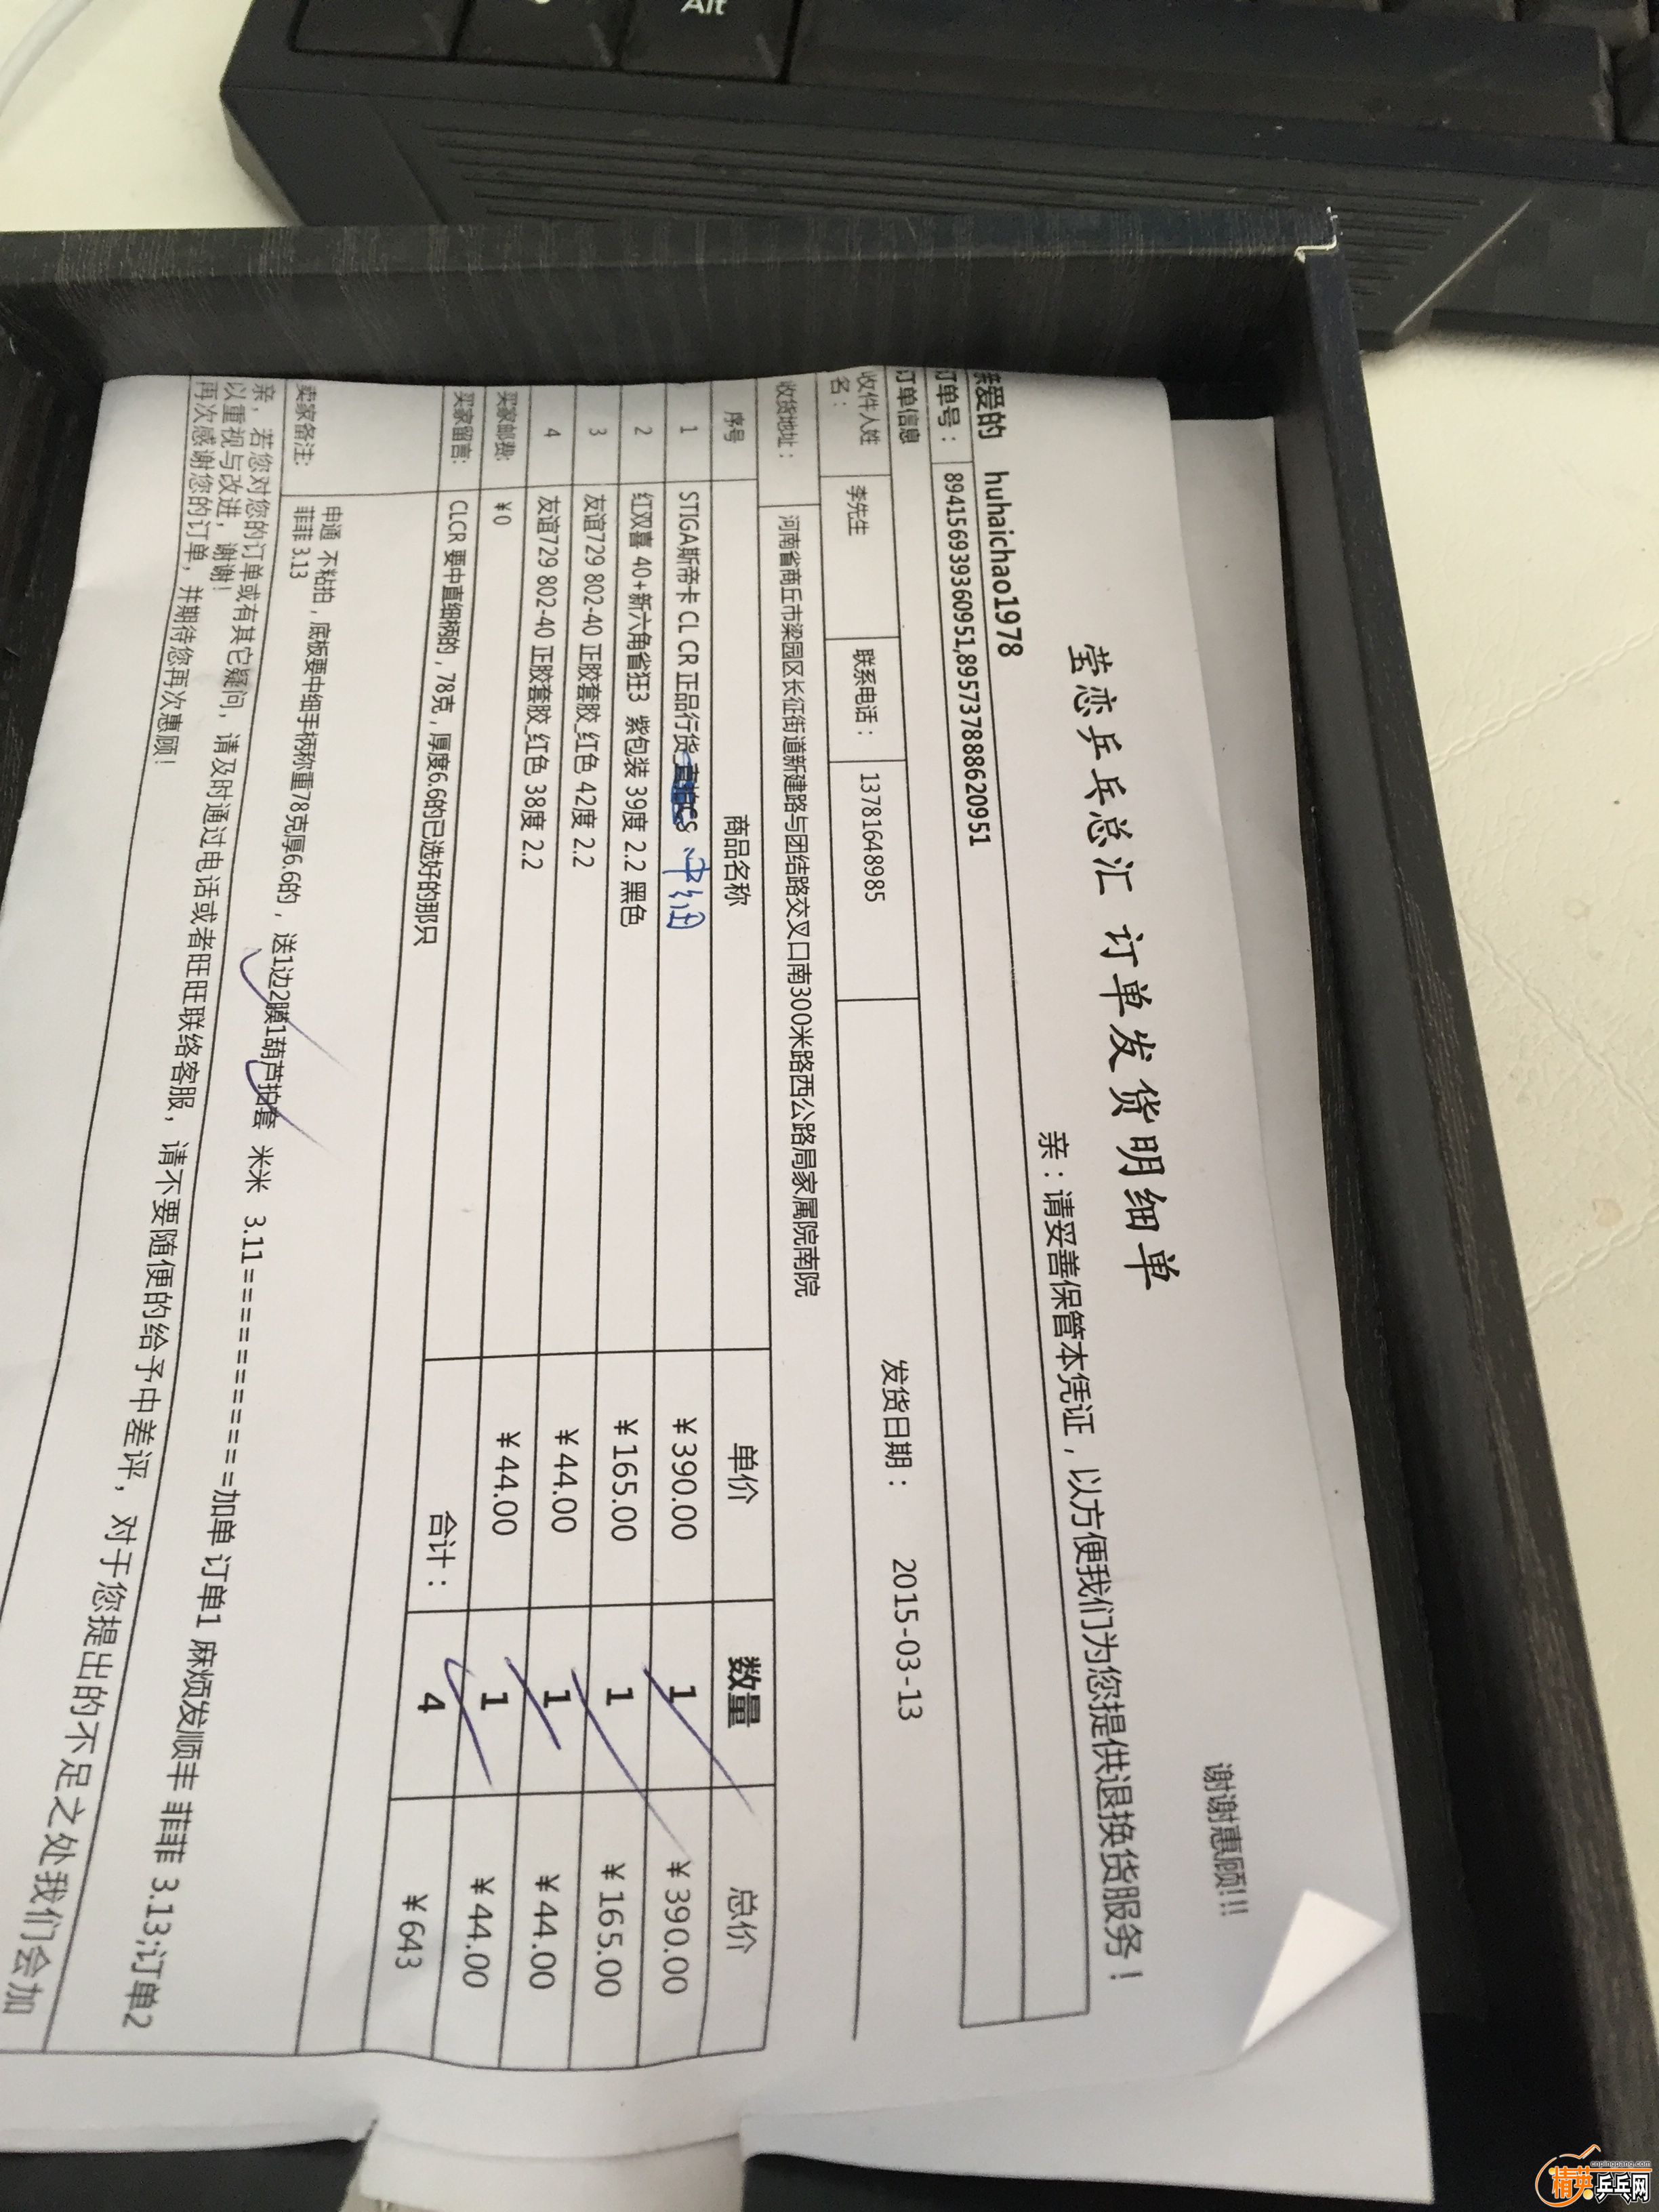 Alt
谢谢惠顾!!!
莹恋乒乓总汇 订单发货明细单
亲：请妥善保管本凭证，以方便我们为您提供退换货服务！
亲爱的 huhaichao1978
订单号： 894156939360951,895737888620951
订单信息
收件人姓名： 李先生 联系电话： 13781648985 发货日期： 2015-03-13
收货地址： 河南省商丘市梁园区长征街道新建路与团结路交叉口南300米路西公路局家属院南院
序号 商品名称 单价 数量 总价
1 STIGA斯帝卡 CL CR 正品行货 CS 中细 ¥390.00 1 ¥390.00
2 红双喜 40+新六角省狂3 紫包装 39度 2.2 黑色 ¥165.00 1 ¥165.00
3 友谊729 802-40 正胶套胶_红色 42度 2.2 ¥44.00 1 ¥44.00
4 友谊729 802-40 正胶套胶_红色 38度 2.2 ¥44.00 1 ¥44.00
买家邮费: ¥0 合计： 4 ¥643
买家留言: CLCR 要中直细柄的，78克，厚度6.6的已选好的那只
卖家备注: 申通 不粘拍，底板要中细手柄称重78克厚6.6的，送1边2膜1葫芦拍套 米米 3.11============加单 订单1 麻烦发顺丰 菲菲 3.13;订单2
菲菲 3.13
亲，若您对您的订单或有其它疑问，请及时通过电话或者旺旺联络客服，请不要随便的给予中差评，对于您提出的不足之处我们会加
以重视与改进，谢谢！
再次感谢您的订单，并期待您再次惠顾！
cnpingpang.com
精英乒乓网